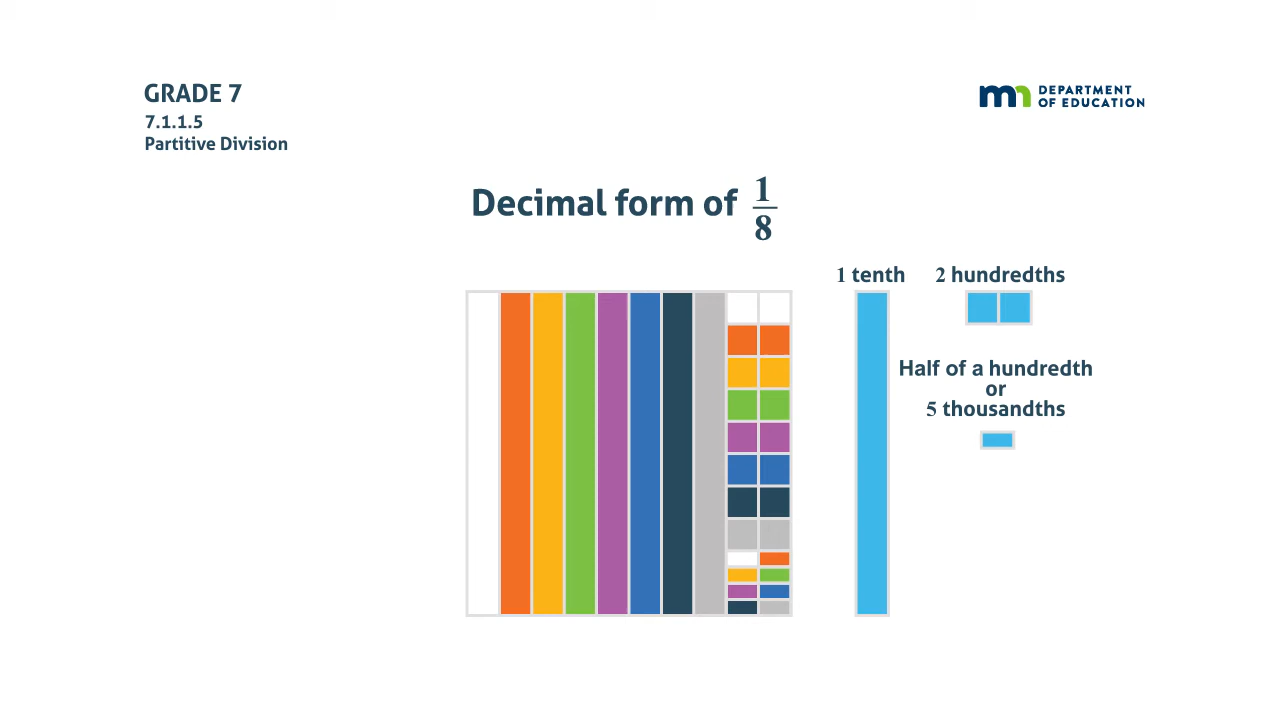 GRADE 7
7.1.1.5
Partitive Division
mn DEPARTMENT
OF EDUCATION
Decimal form of 1/8
1 tenth
2 hundredths
Half of a hundredth
or
5 thousandths